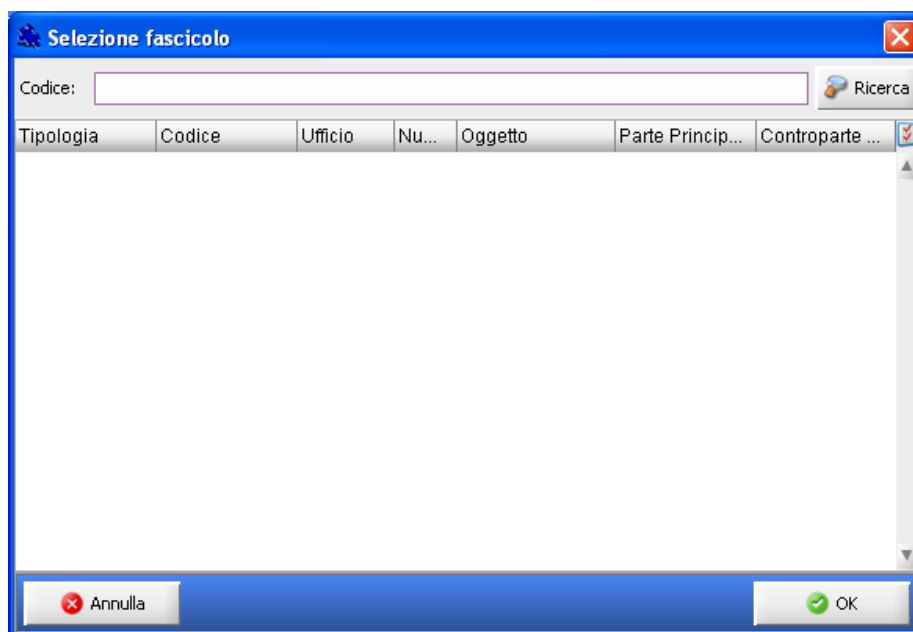 Selezione fascicolo
Codice: Ricerca
Tipologia Codice Ufficio Nu... Oggetto Parte Princip... Controparte ...
Annulla OK